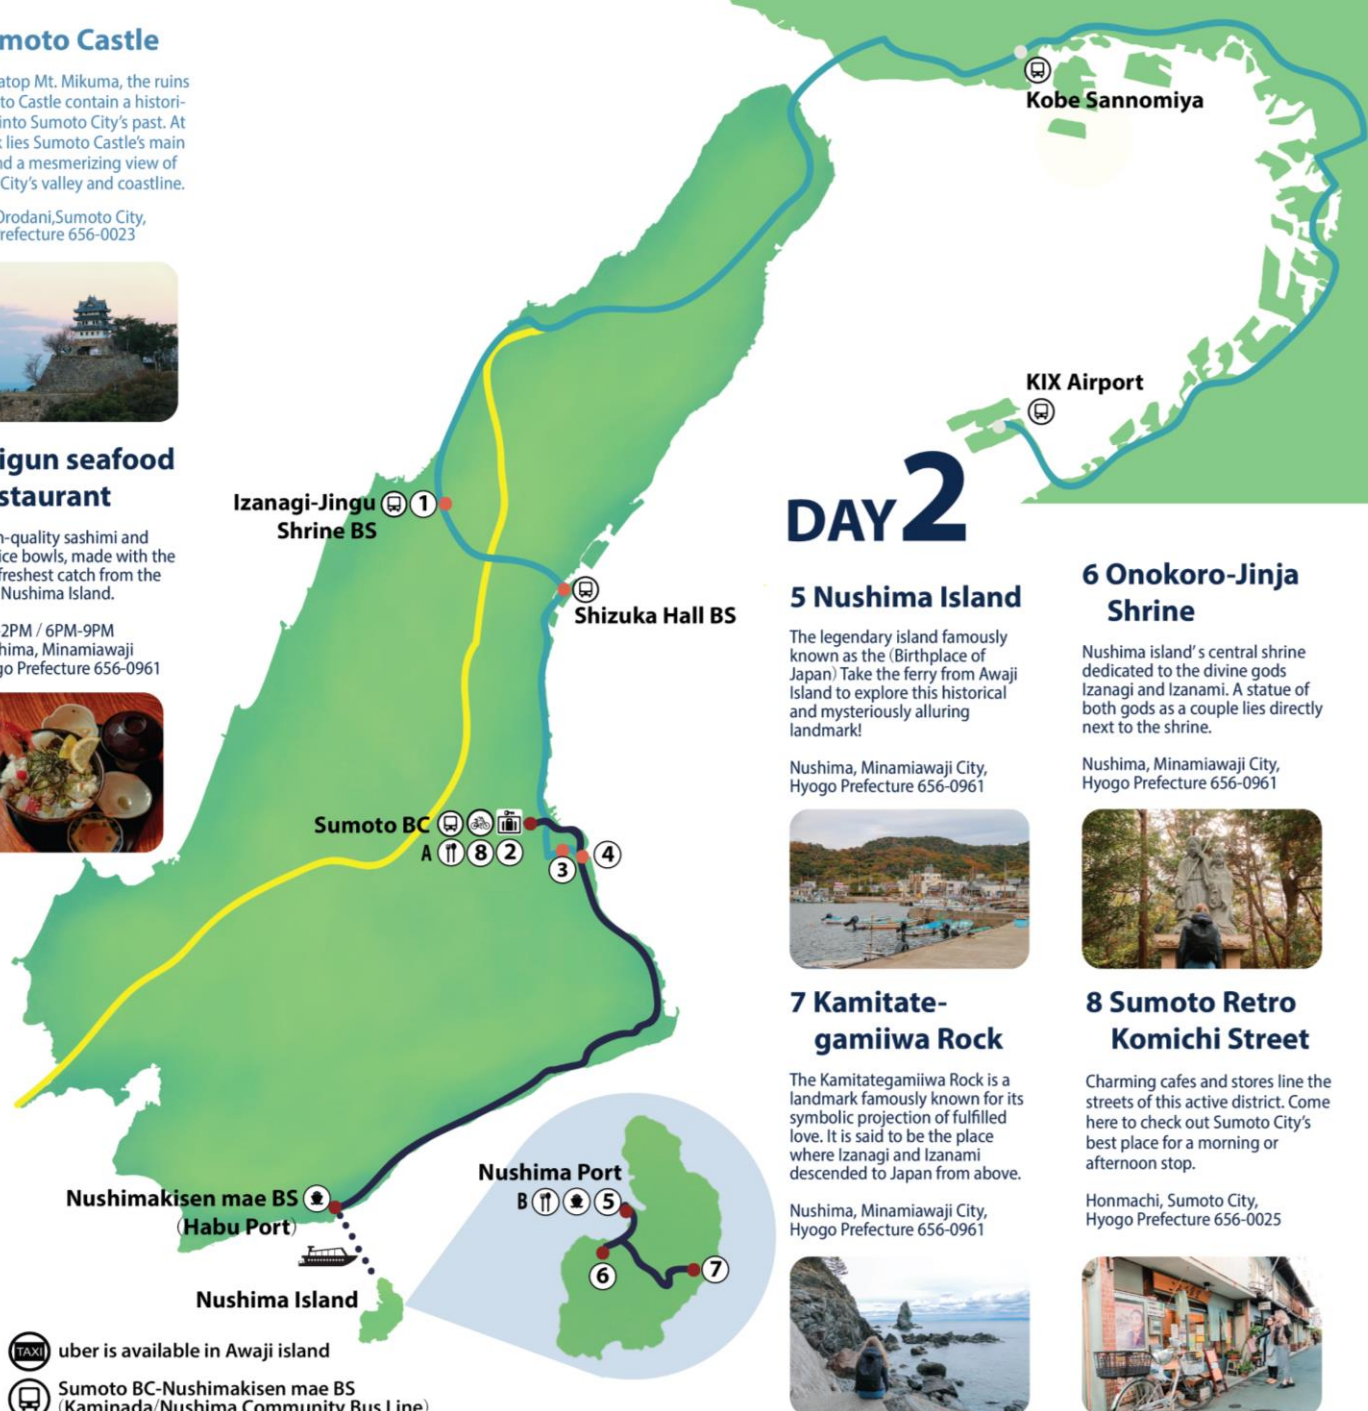 moto Castle
atop Mt. Mikuma, the ruins
to Castle contain a histori-
into Sumoto City's past. At
lies Sumoto Castle's main
nd a mesmerizing view of
City's valley and coastline.
Orodani,Sumoto City,
refecture 656-0023
igun seafood
staurant
h-quality sashimi and
ice bowls, made with the
freshest catch from the
Nushima Island.
-2PM / 6PM-9PM
hima, Minamiawaji
go Prefecture 656-0961
Kobe Sannomiya
KIX Airport
Izanagi-Jingu 1
Shrine BS
Shizuka Hall BS
Sumoto BC
A 8 2
3
4
Nushimakisen mae BS
(Habu Port)
Nushima Island
Nushima Port
B 5
6
7
TAXI uber is available in Awaji island
Sumoto BC-Nushimakisen mae BS
(Kaminada/Nushima Community Bus Line)
DAY 2
5 Nushima Island
The legendary island famously
known as the (Birthplace of
Japan) Take the ferry from Awaji
Island to explore this historical
and mysteriously alluring
landmark!
Nushima, Minamiawaji City,
Hyogo Prefecture 656-0961
6 Onokoro-Jinja
Shrine
Nushima island's central shrine
dedicated to the divine gods
Izanagi and Izanami. A statue of
both gods as a couple lies directly
next to the shrine.
Nushima, Minamiawaji City,
Hyogo Prefecture 656-0961
7 Kamitate-
gamiiwa Rock
The Kamitategamiiwa Rock is a
landmark famously known for its
symbolic projection of fulfilled
love. It is said to be the place
where Izanagi and Izanami
descended to Japan from above.
Nushima, Minamiawaji City,
Hyogo Prefecture 656-0961
8 Sumoto Retro
Komichi Street
Charming cafes and stores line the
streets of this active district. Come
here to check out Sumoto City's
best place for a morning or
afternoon stop.
Honmachi, Sumoto City,
Hyogo Prefecture 656-0025